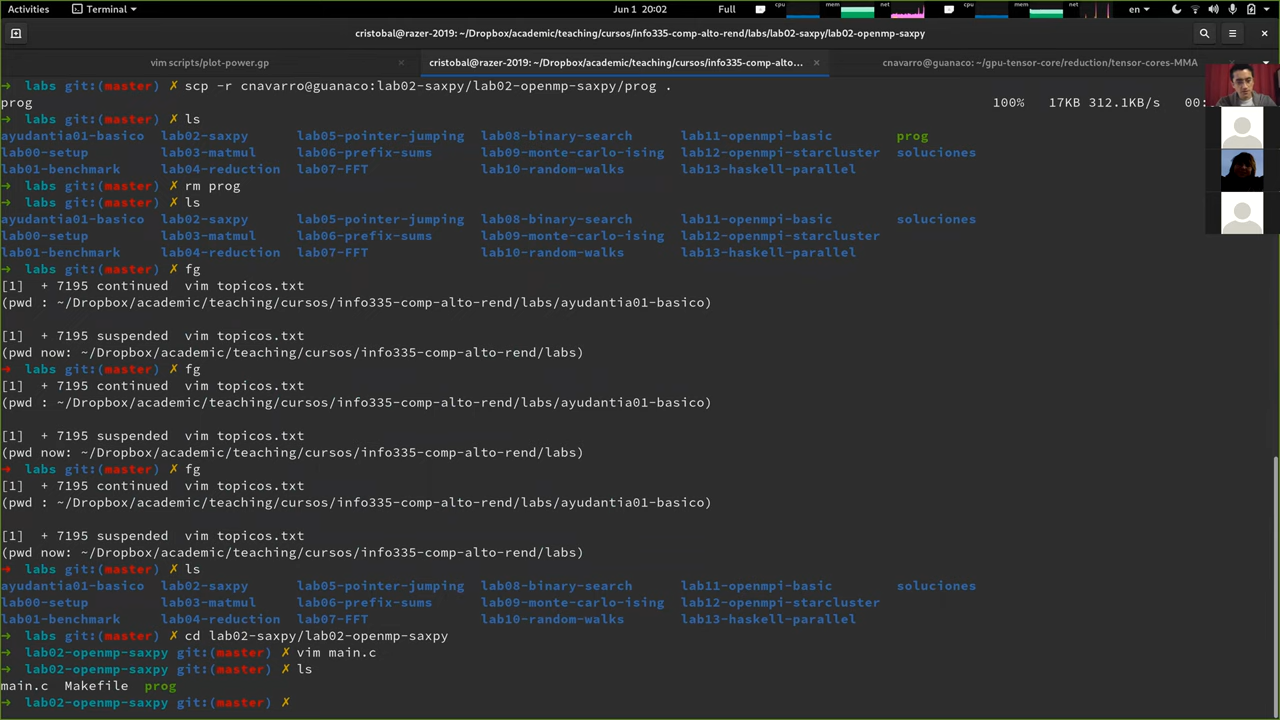 Activities Terminal Jun 1 20:02 Full cpu mem net cpu mem net en
cristobal@razer-2019: ~/Dropbox/academic/teaching/cursos/info335-comp-alto-rend/labs/lab02-saxpy/lab02-openmp-saxpy
vim scripts/plot-power.gp × cristobal@razer-2019: ~/Dropbox/academic/teaching/cursos/info335-comp-alto... × cnavarro@guanaco:~/gpu-tensor-core/reduction/tensor-cores-MMA
→ labs git:(master) ✗ scp -r cnavarro@guanaco:lab02-saxpy/lab02-openmp-saxpy/prog .
prog 100% 17KB 312.1KB/s 00:
→ labs git:(master) ✗ ls
ayudantia01-basico lab02-saxpy lab05-pointer-jumping lab08-binary-search lab11-openmpi-basic prog
lab00-setup lab03-matmul lab06-prefix-sums lab09-monte-carlo-ising lab12-openmpi-starcluster soluciones
lab01-benchmark lab04-reduction lab07-FFT lab10-random-walks lab13-haskell-parallel
→ labs git:(master) ✗ rm prog
→ labs git:(master) ✗ ls
ayudantia01-basico lab02-saxpy lab05-pointer-jumping lab08-binary-search lab11-openmpi-basic soluciones
lab00-setup lab03-matmul lab06-prefix-sums lab09-monte-carlo-ising lab12-openmpi-starcluster
lab01-benchmark lab04-reduction lab07-FFT lab10-random-walks lab13-haskell-parallel
→ labs git:(master) ✗ fg
[1] + 7195 continued vim topicos.txt
(pwd : ~/Dropbox/academic/teaching/cursos/info335-comp-alto-rend/labs/ayudantia01-basico)
[1] + 7195 suspended vim topicos.txt
(pwd now: ~/Dropbox/academic/teaching/cursos/info335-comp-alto-rend/labs)
→ labs git:(master) ✗ fg
[1] + 7195 continued vim topicos.txt
(pwd : ~/Dropbox/academic/teaching/cursos/info335-comp-alto-rend/labs/ayudantia01-basico)
[1] + 7195 suspended vim topicos.txt
(pwd now: ~/Dropbox/academic/teaching/cursos/info335-comp-alto-rend/labs)
→ labs git:(master) ✗ fg
[1] + 7195 continued vim topicos.txt
(pwd : ~/Dropbox/academic/teaching/cursos/info335-comp-alto-rend/labs/ayudantia01-basico)
[1] + 7195 suspended vim topicos.txt
(pwd now: ~/Dropbox/academic/teaching/cursos/info335-comp-alto-rend/labs)
→ labs git:(master) ✗ ls
ayudantia01-basico lab02-saxpy lab05-pointer-jumping lab08-binary-search lab11-openmpi-basic soluciones
lab00-setup lab03-matmul lab06-prefix-sums lab09-monte-carlo-ising lab12-openmpi-starcluster
lab01-benchmark lab04-reduction lab07-FFT lab10-random-walks lab13-haskell-parallel
→ labs git:(master) ✗ cd lab02-saxpy/lab02-openmp-saxpy
→ lab02-openmp-saxpy git:(master) ✗ vim main.c
→ lab02-openmp-saxpy git:(master) ✗ ls
main.c Makefile prog
→ lab02-openmp-saxpy git:(master) ✗